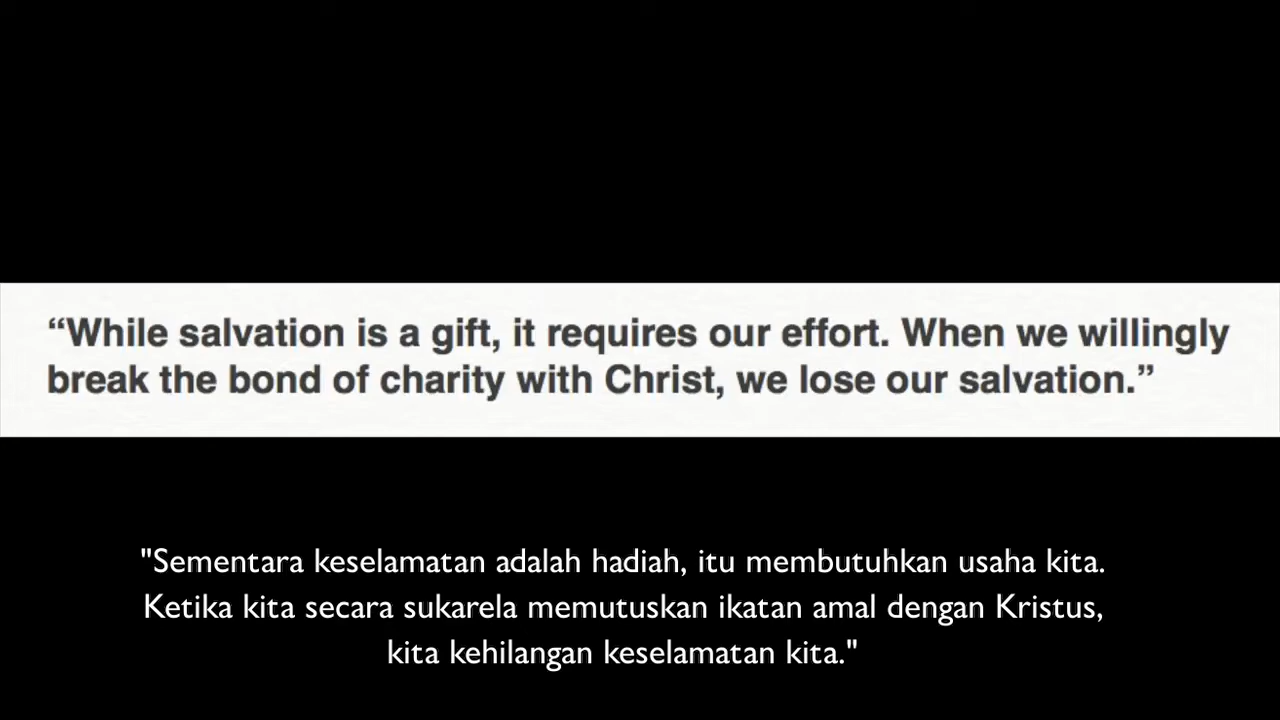 “While salvation is a gift, it requires our effort. When we willingly
break the bond of charity with Christ, we lose our salvation.”
"Sementara keselamatan adalah hadiah, itu membutuhkan usaha kita.
Ketika kita secara sukarela memutuskan ikatan amal dengan Kristus,
kita kehilangan keselamatan kita."